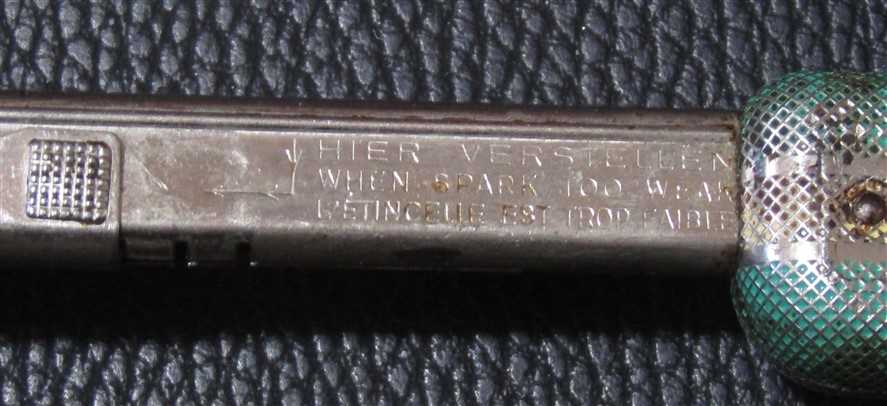 HIER VERSTELLEN
WHEN SPARK TOO WEAK
L'ETINCELLE EST TROP FAIBLE